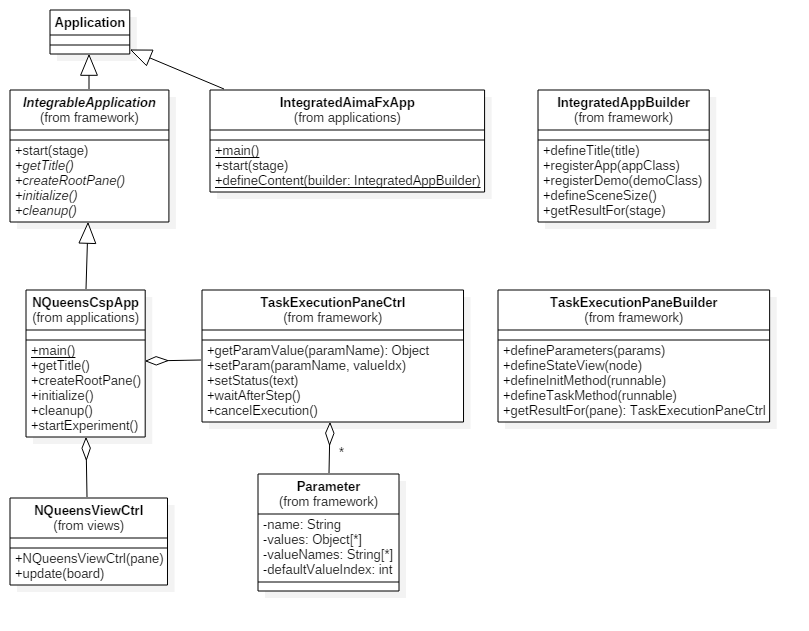 Application
IntegrableApplication
(from framework)
+start(stage)
+getTitle()
+createRootPane()
+initialize()
+cleanup()
IntegratedAimaFxApp
(from applications)
+main()
+start(stage)
+defineContent(builder: IntegratedAppBuilder)
IntegratedAppBuilder
(from framework)
+defineTitle(title)
+registerApp(appClass)
+registerDemo(demoClass)
+defineSceneSize()
+getResultFor(stage)
NQueensCspApp
(from applications)
+main()
+getTitle()
+createRootPane()
+initialize()
+cleanup()
+startExperiment()
TaskExecutionPaneCtrl
(from framework)
+getParamValue(paramName): Object
+setParam(paramName, valueIdx)
+setStatus(text)
+waitAfterStep()
+cancelExecution()
TaskExecutionPaneBuilder
(from framework)
+defineParameters(params)
+defineStateView(node)
+defineInitMethod(runnable)
+defineTaskMethod(runnable)
+getResultFor(pane): TaskExecutionPaneCtrl
*
NQueensViewCtrl
(from views)
+NQueensViewCtrl(pane)
+update(board)
Parameter
(from framework)
-name: String
-values: Object[*]
-valueNames: String[*]
-defaultValueIndex: int